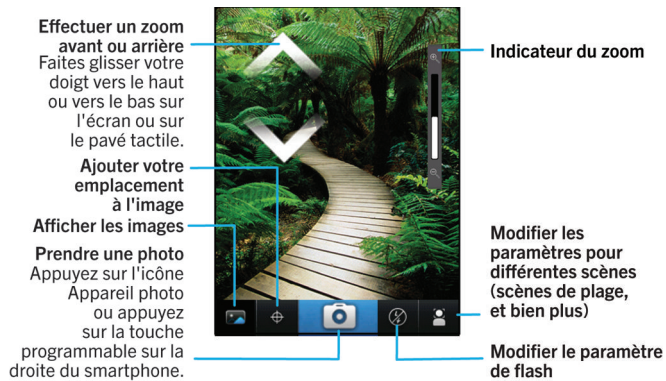 Effectuer un zoom
avant ou arrière
Faites glisser votre
doigt vers le haut
ou vers le bas sur
l'écran ou sur
le pavé tactile.
Ajouter votre
emplacement
à l'image
Afficher les images
Prendre une photo
Appuyez sur l'icône
Appareil photo
ou appuyez
sur la touche
programmable sur la
droite du smartphone.
Indicateur du zoom
Modifier les
paramètres pour
différentes scènes
(scènes de plage,
et bien plus)
Modifier le paramètre
de flash